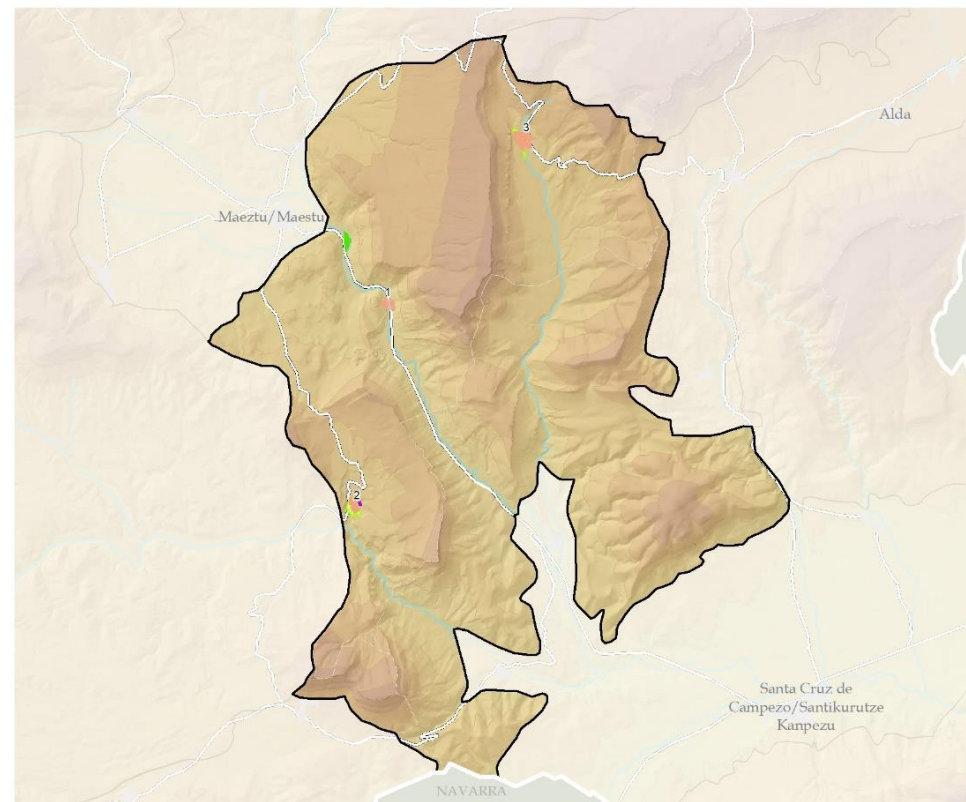 Alda
3
Maeztu/Maestu
2
Santa Cruz de
Campezo/Santikurutze
Kanpezu
NAVARRA